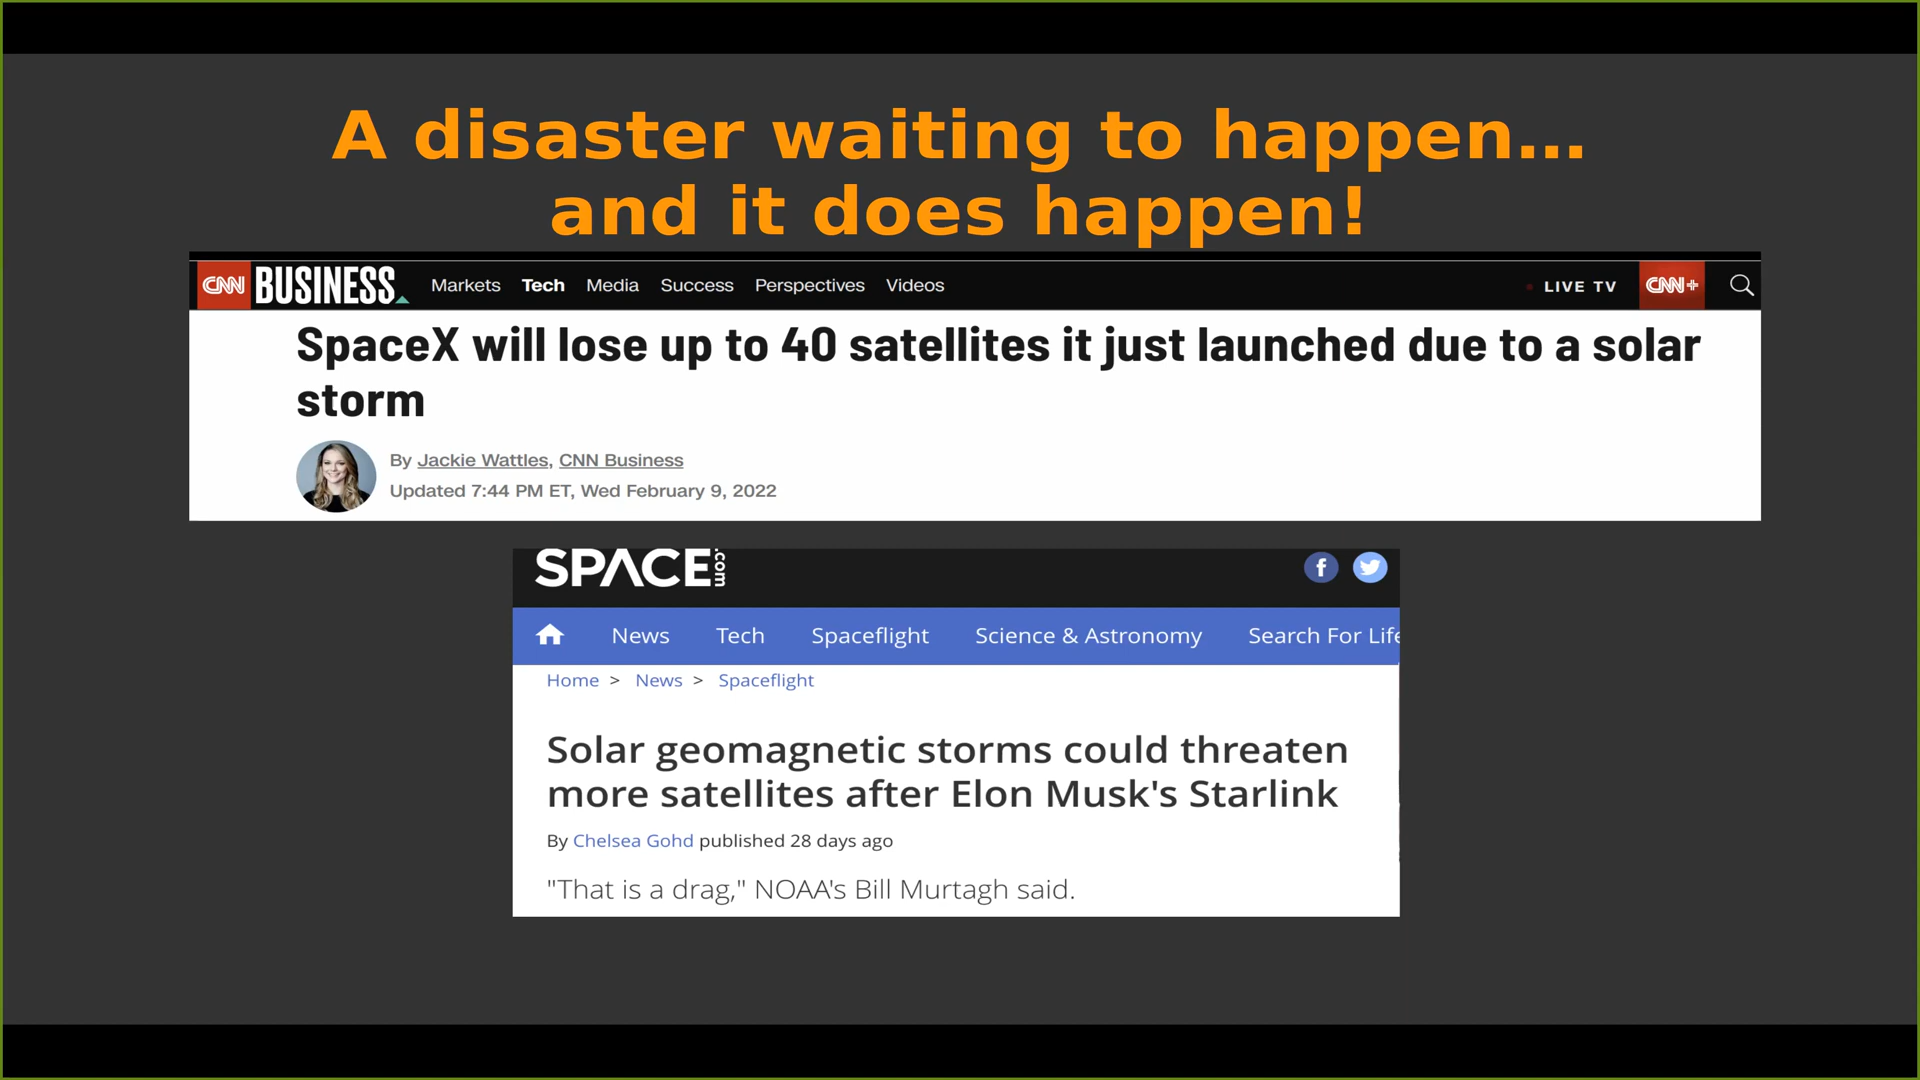 A disaster waiting to happen...
and it does happen!
CNN BUSINESS Markets Tech Media Success Perspectives Videos LIVE TV CNN+
SpaceX will lose up to 40 satellites it just launched due to a solar
storm
By Jackie Wattles, CNN Business
Updated 7:44 PM ET, Wed February 9, 2022
SPACE.com
News Tech Spaceflight Science & Astronomy Search For Life
Home > News > Spaceflight
Solar geomagnetic storms could threaten
more satellites after Elon Musk's Starlink
By Chelsea Gohd published 28 days ago
"That is a drag," NOAA's Bill Murtagh said.